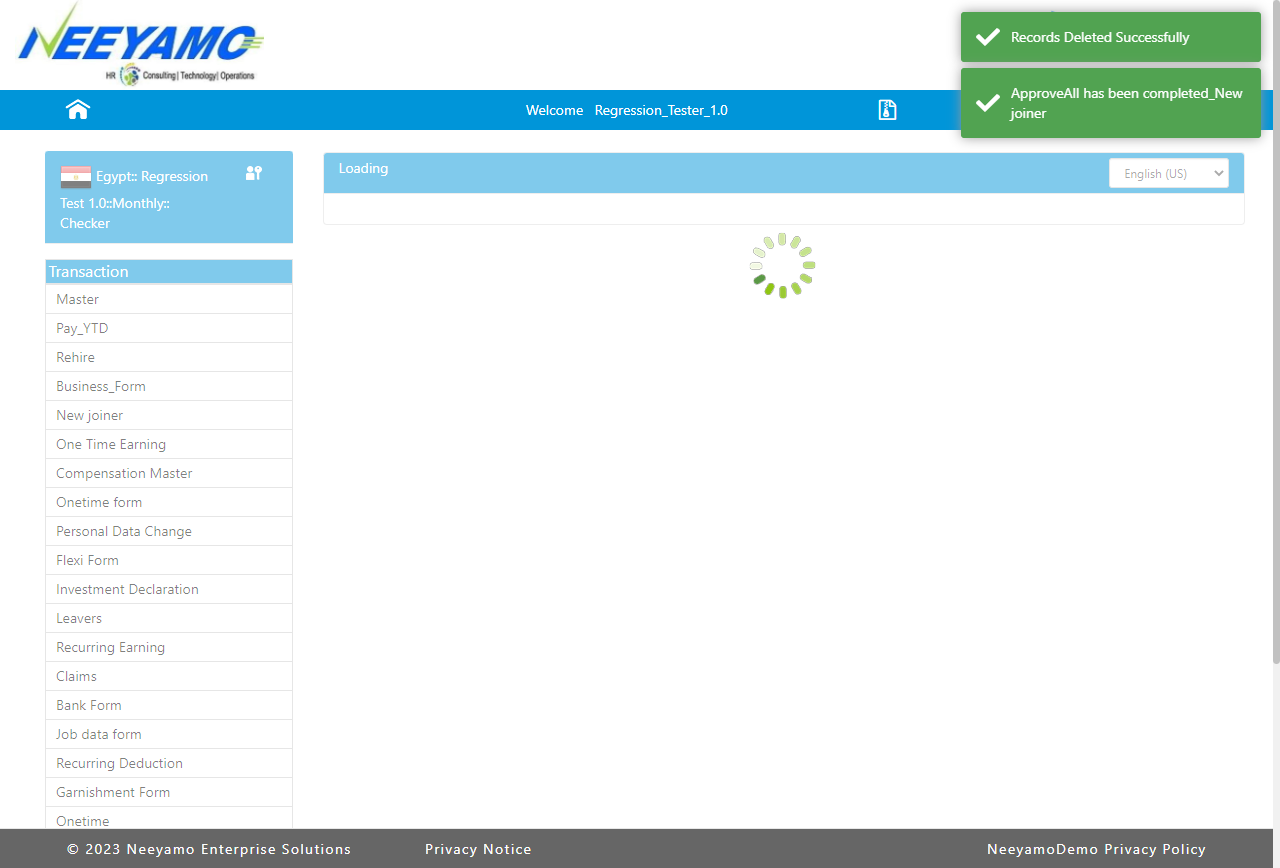 NEEYAMO
HR Consulting| Technology| Operations
Records Deleted Successfully
ApproveAll has been completed_New
joiner
Welcome Regression_Tester_1.0
Egypt:: Regression
Test 1.0::Monthly::
Checker
Loading
English (US)
Transaction
Master
Pay_YTD
Rehire
Business_Form
New joiner
One Time Earning
Compensation Master
Onetime form
Personal Data Change
Flexi Form
Investment Declaration
Leavers
Recurring Earning
Claims
Bank Form
Job data form
Recurring Deduction
Garnishment Form
Onetime
© 2023 Neeyamo Enterprise Solutions
Privacy Notice
NeeyamoDemo Privacy Policy